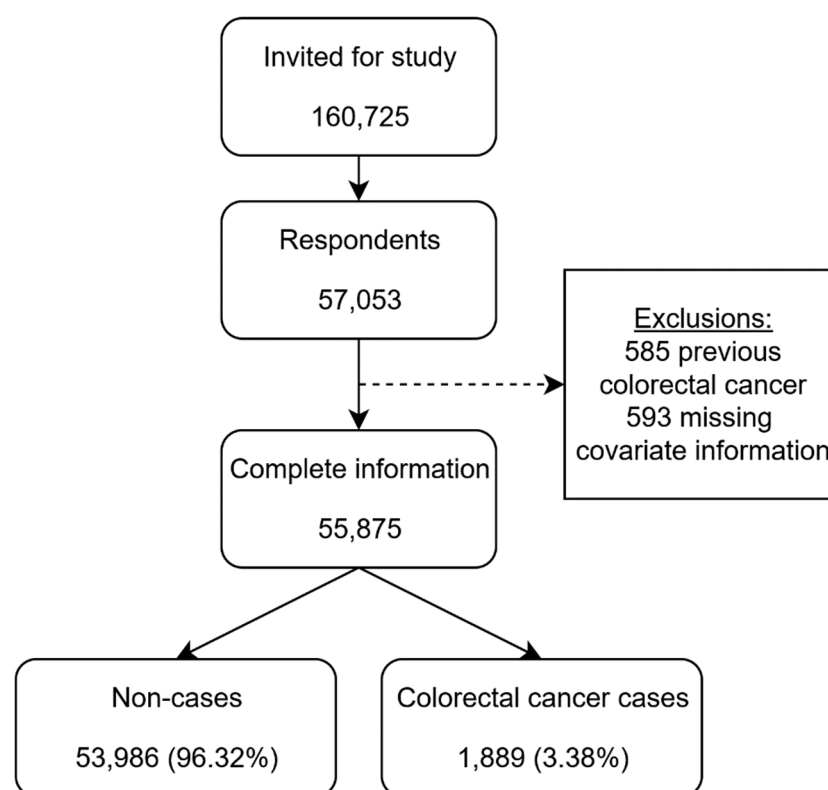 Invited for study
160,725
Respondents
57,053
Exclusions:
585 previous
colorectal cancer
593 missing
covariate information
Complete information
55,875
Non-cases
53,986 (96.32%)
Colorectal cancer cases
1,889 (3.38%)